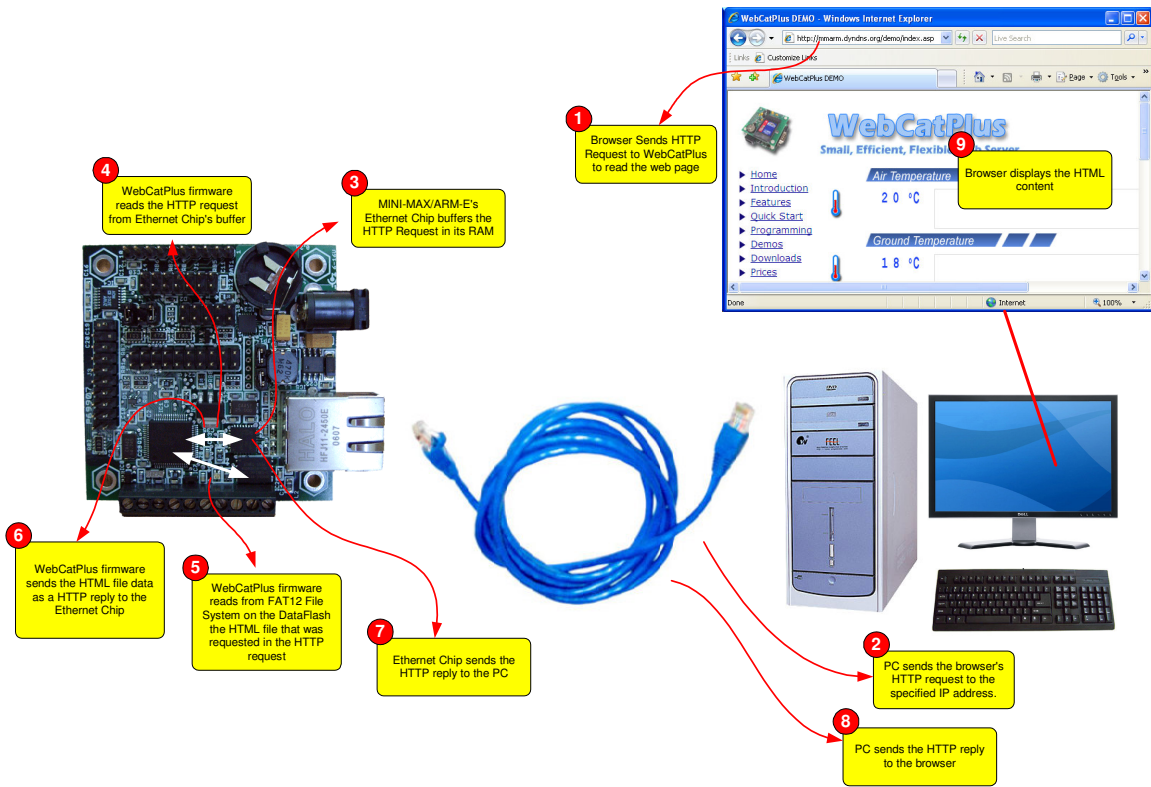 WebCatPlus DEMO - Windows Internet Explorer
http://mmarm.dyndns.org/demo/index.asp
Live Search
Links
Customize Links
WebCatPlus DEMO
Page
Tools
WebCatPlus
Small, Efficient, Flexible Web Server
Home
Introduction
Features
Quick Start
Programming
Demos
Downloads
Prices
Air Temperature
20 °C
Ground Temperature
18 °C
Done
Internet
100%
9
Browser displays the HTML
content
1
Browser Sends HTTP
Request to WebCatPlus
to read the web page
4
WebCatPlus firmware
reads the HTTP request
from Ethernet Chip's buffer
3
MINI-MAX/ARM-E's
Ethernet Chip buffers the
HTTP Request in its RAM
HALO
HFJ11-2450E
0607
6
WebCatPlus firmware
sends the HTML file data
as a HTTP reply to the
Ethernet Chip
5
WebCatPlus firmware
reads from FAT12 File
System on the DataFlash
the HTML file that was
requested in the HTTP
request
7
Ethernet Chip sends the
HTTP reply to the PC
2
PC sends the browser's
HTTP request to the
specified IP address.
8
PC sends the HTTP reply
to the browser
FEEL
DELL